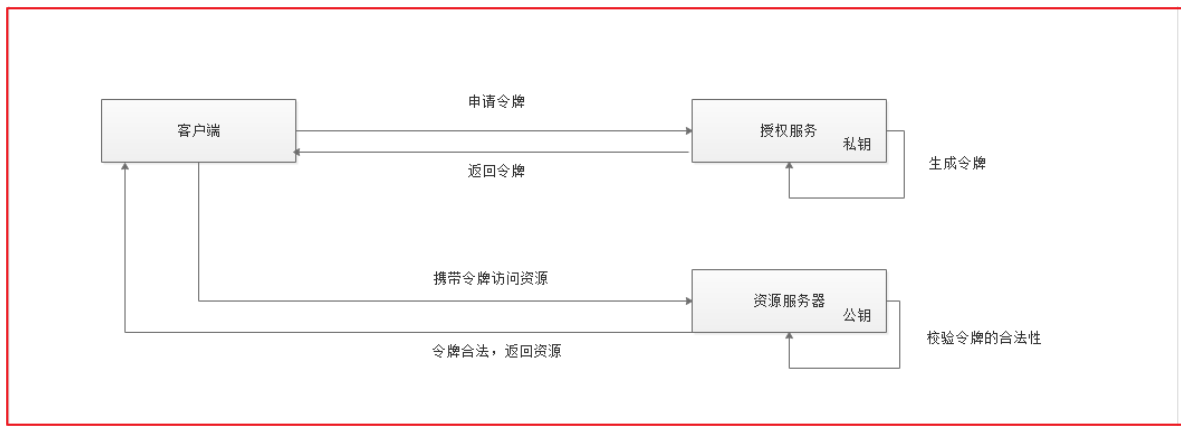 申请令牌
客户端
授权服务
私钥
返回令牌
生成令牌
携带令牌访问资源
资源服务器
公钥
校验令牌的合法性
令牌合法，返回资源